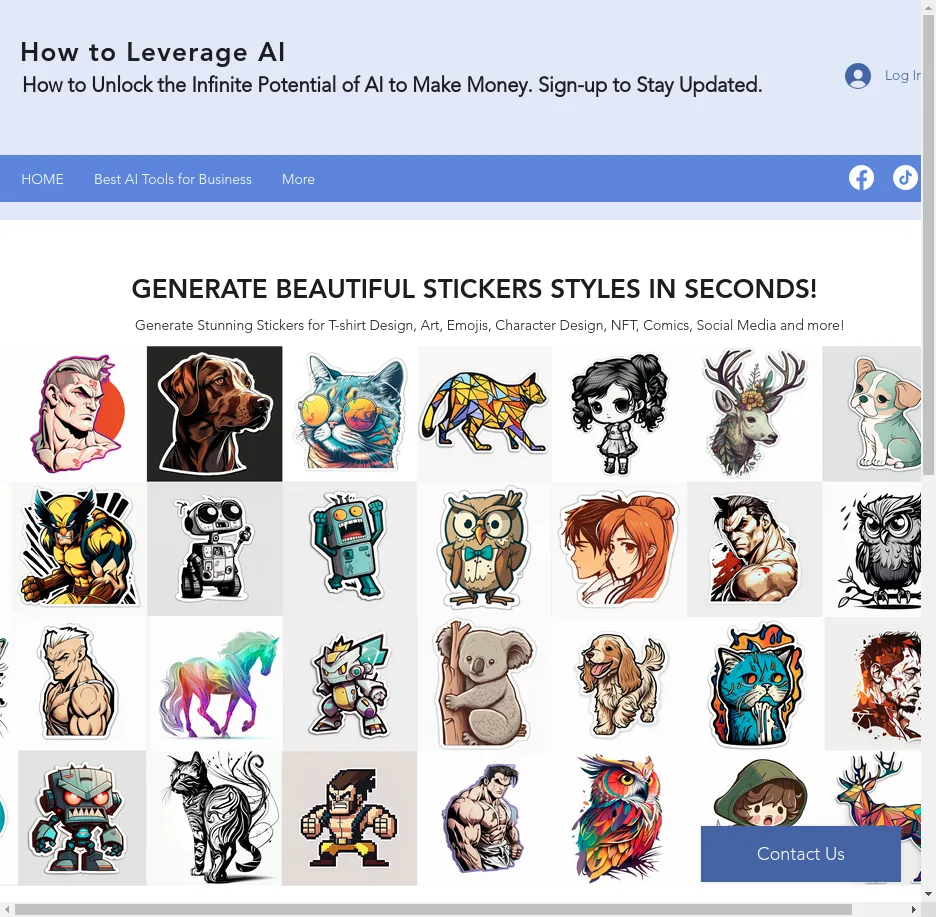 How to Leverage AI
How to Unlock the Infinite Potential of AI to Make Money. Sign-up to Stay Updated.
Log In
HOME
Best AI Tools for Business
More
GENERATE BEAUTIFUL STICKERS STYLES IN SECONDS!
Generate Stunning Stickers for T-shirt Design, Art, Emojis, Character Design, NFT, Comics, Social Media and more!
Contact Us